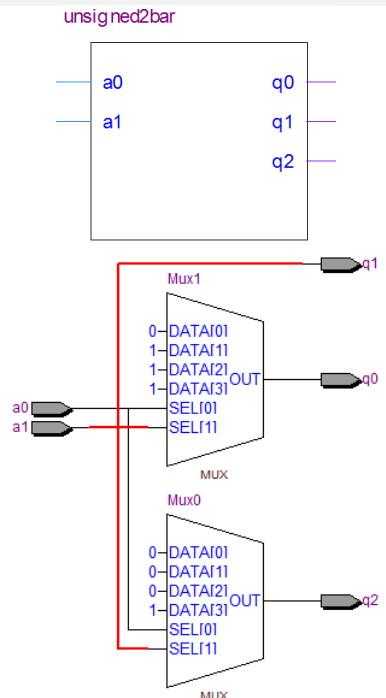 unsigned2bar
a0 q0
a1 q1
q2
q1
Mux1
0 DATA[0]
1 DATA[1]
1 DATA[2]
1 DATA[3]
OUT q0
a0 SEL[0]
a1 SEL[1]
MUX
Mux0
0 DATA[0]
0 DATA[1]
0 DATA[2]
1 DATA[3]
OUT q2
SEL[0]
SEL[1]
MUX